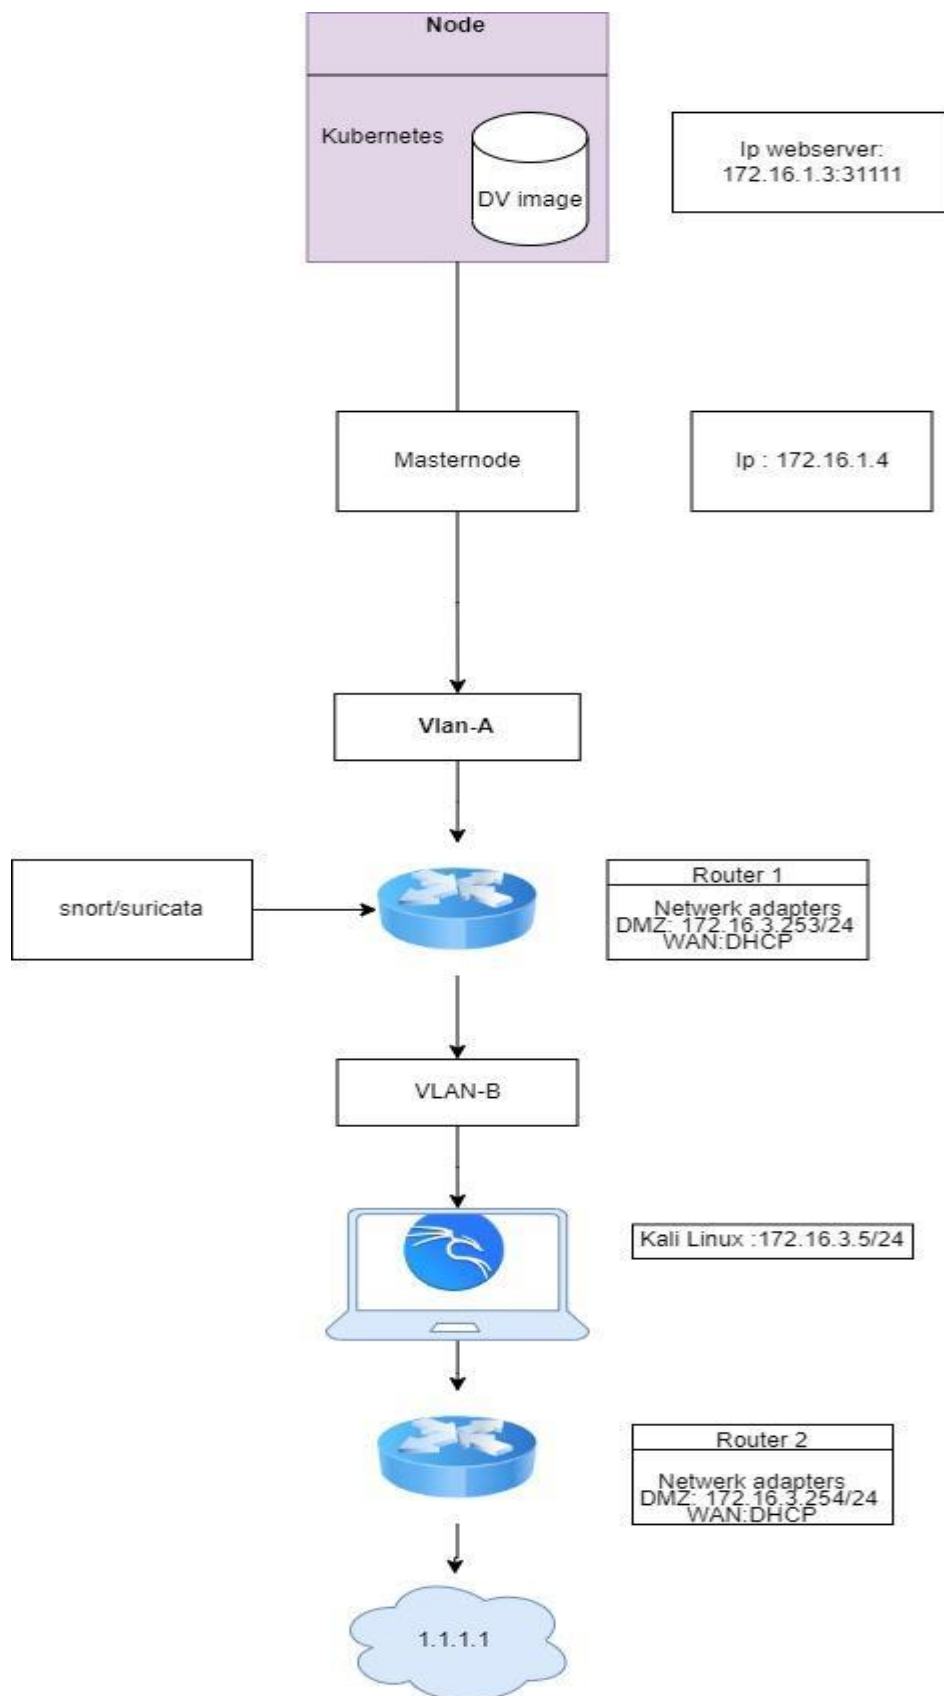 Node
Kubernetes
DV image
Ip webserver:
172.16.1.3:31111
Masternode
Ip : 172.16.1.4
Vlan-A
snort/suricata
Router 1
Netwerk adapters
DMZ: 172.16.3.253/24
WAN:DHCP
VLAN-B
Kali Linux :172.16.3.5/24
Router 2
Netwerk adapters
DMZ: 172.16.3.254/24
WAN:DHCP
1.1.1.1